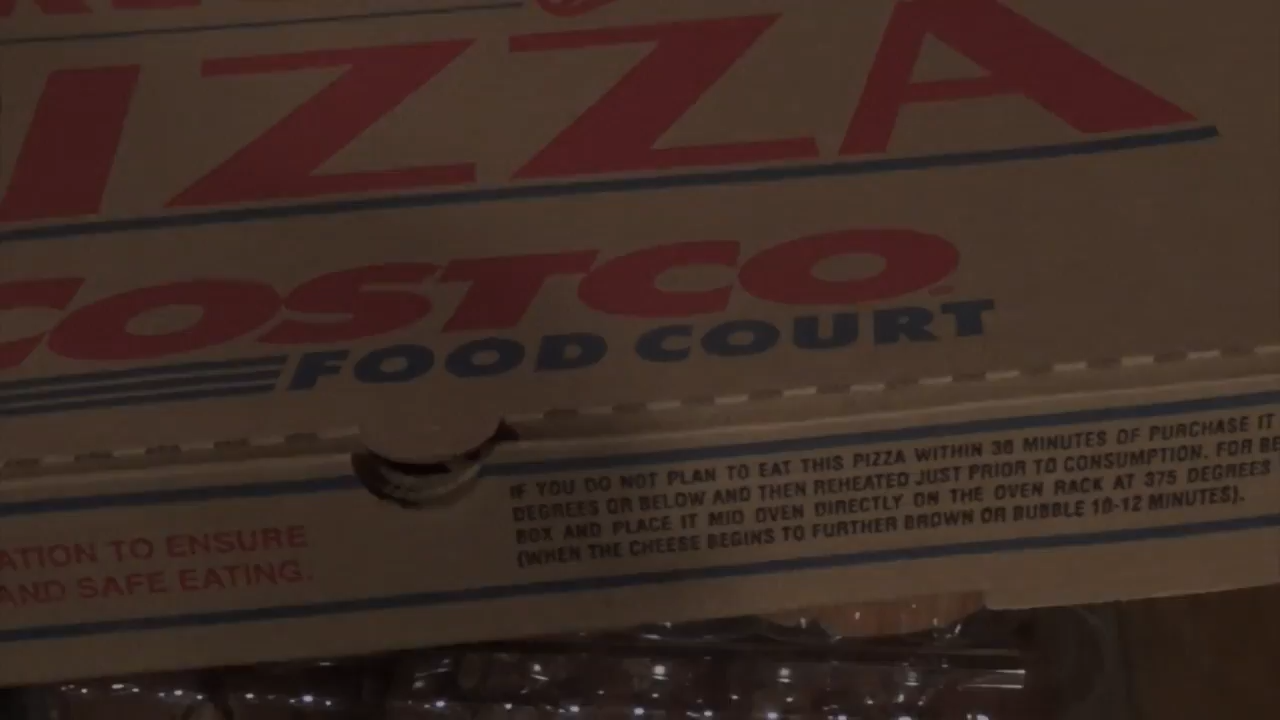 IZZA
COSTCO
FOOD COURT
IF YOU DO NOT PLAN TO EAT THIS PIZZA WITHIN 30 MINUTES OF PURCHASE IT
DEGREES OR BELOW AND THEN REHEATED JUST PRIOR TO CONSUMPTION. FOR BE
BOX AND PLACE IT MID OVEN DIRECTLY ON THE OVEN RACK AT 375 DEGREES
(WHEN THE CHEESE BEGINS TO FURTHER BROWN OR BUBBLE 10-12 MINUTES).
ATION TO ENSURE
AND SAFE EATING.